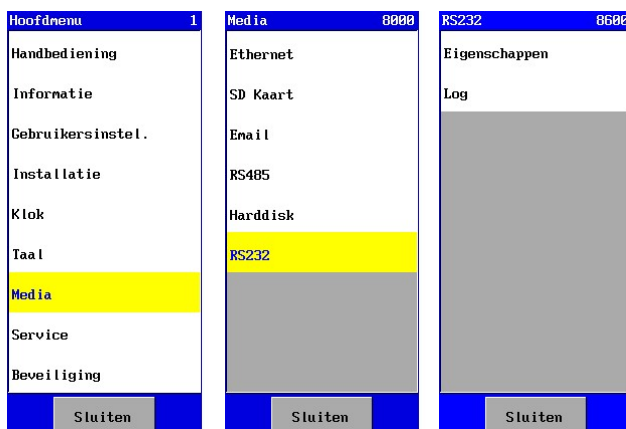 Hoofdmenu 1
Handbediening
Informatie
Gebruikersinstel.
Installatie
Klok
Taal
Media
Service
Beveiliging
Sluiten
Media 8000
Ethernet
SD Kaart
Email
RS485
Harddisk
RS232
Sluiten
RS232 8600
Eigenschappen
Log
Sluiten